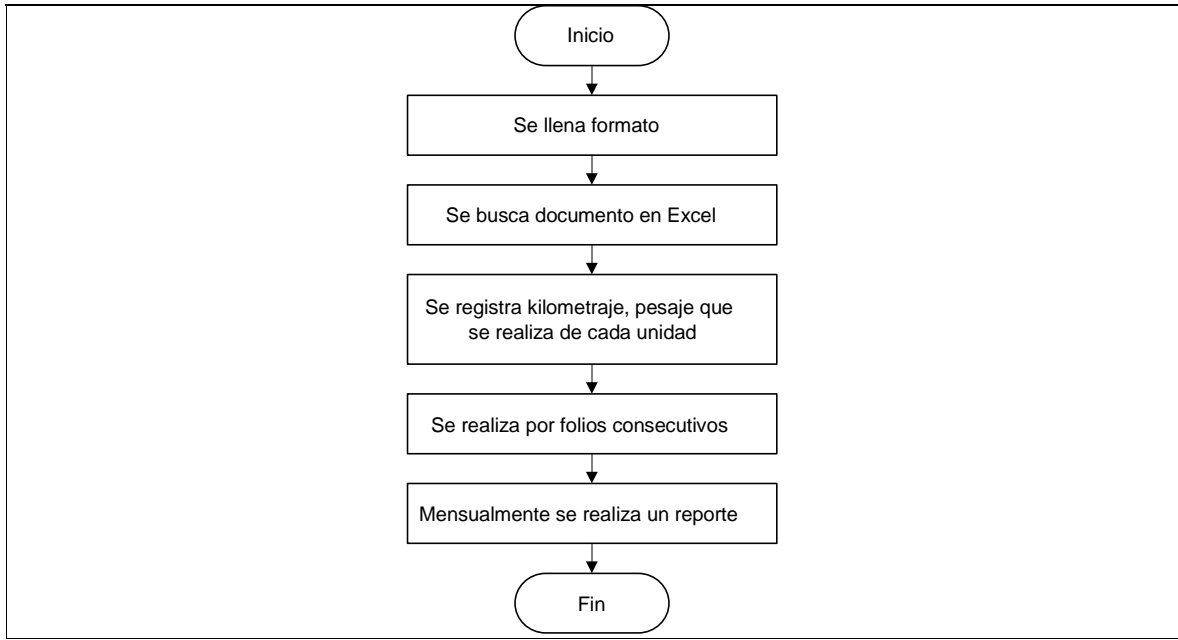 Inicio
Se llena formato
Se busca documento en Excel
Se registra kilometraje, pesaje que
se realiza de cada unidad
Se realiza por folios consecutivos
Mensualmente se realiza un reporte
Fin